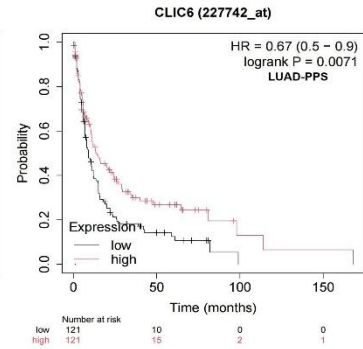 CLIC6 (227742_at)
HR = 0.67 (0.5 − 0.9)
logrank P = 0.0071
LUAD-PPS
Probability
1.0
0.8
0.6
0.4
0.2
0.0
Expression
low
high
0 50 100 150
Time (months)
Number at risk
low 121 10 0 0
high 121 15 2 1